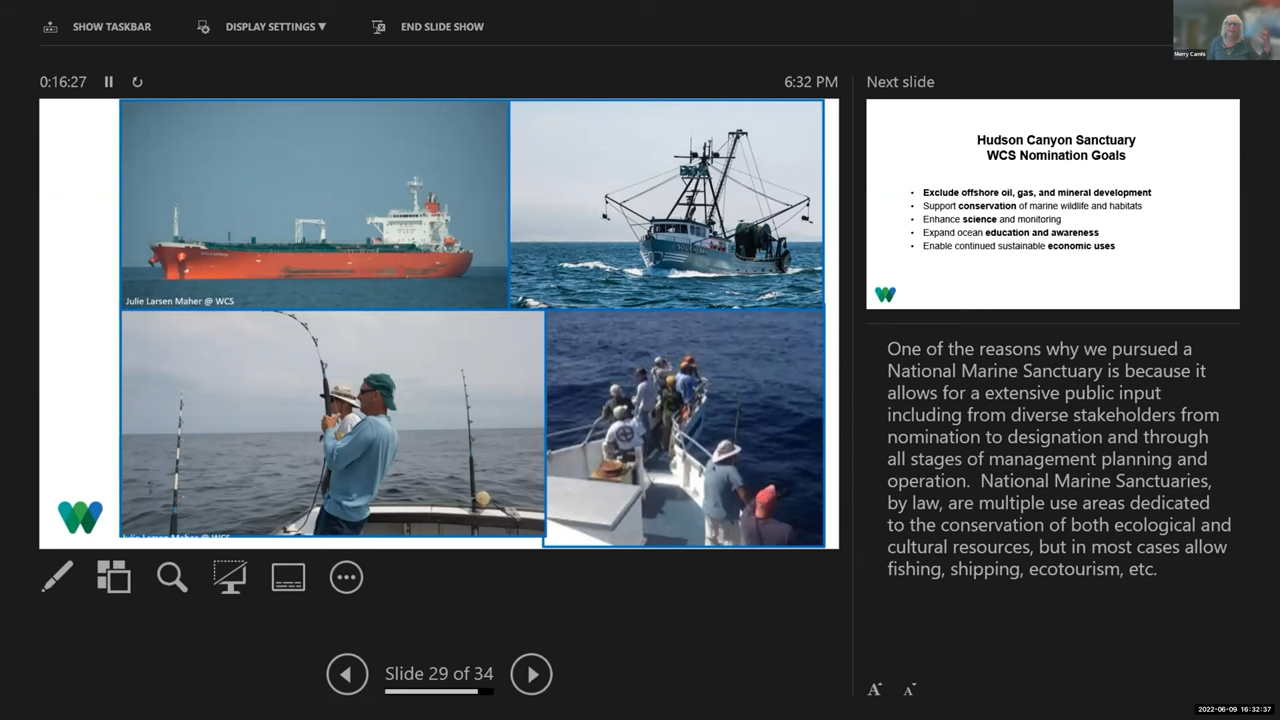 SHOW TASKBAR
DISPLAY SETTINGS ▼
END SLIDE SHOW
Merry Camhi
0:16:27
6:32 PM
Next slide
Julie Larsen Maher @ WCS
Julie Larsen Maher @ WCS
Hudson Canyon Sanctuary
WCS Nomination Goals
• Exclude offshore oil, gas, and mineral development
• Support conservation of marine wildlife and habitats
• Enhance science and monitoring
• Expand ocean education and awareness
• Enable continued sustainable economic uses
One of the reasons why we pursued a
National Marine Sanctuary is because it
allows for a extensive public input
including from diverse stakeholders from
nomination to designation and through
all stages of management planning and
operation. National Marine Sanctuaries,
by law, are multiple use areas dedicated
to the conservation of both ecological and
cultural resources, but in most cases allow
fishing, shipping, ecotourism, etc.
Slide 29 of 34
A A
2022-06-09 16:32:37